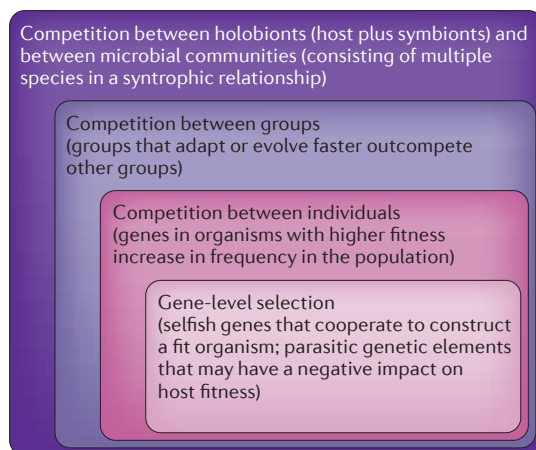 Competition between holobionts (host plus symbionts) and
between microbial communities (consisting of multiple
species in a syntrophic relationship)
Competition between groups
(groups that adapt or evolve faster outcompete
other groups)
Competition between individuals
(genes in organisms with higher fitness
increase in frequency in the population)
Gene-level selection
(selfish genes that cooperate to construct
a fit organism; parasitic genetic elements
that may have a negative impact on
host fitness)